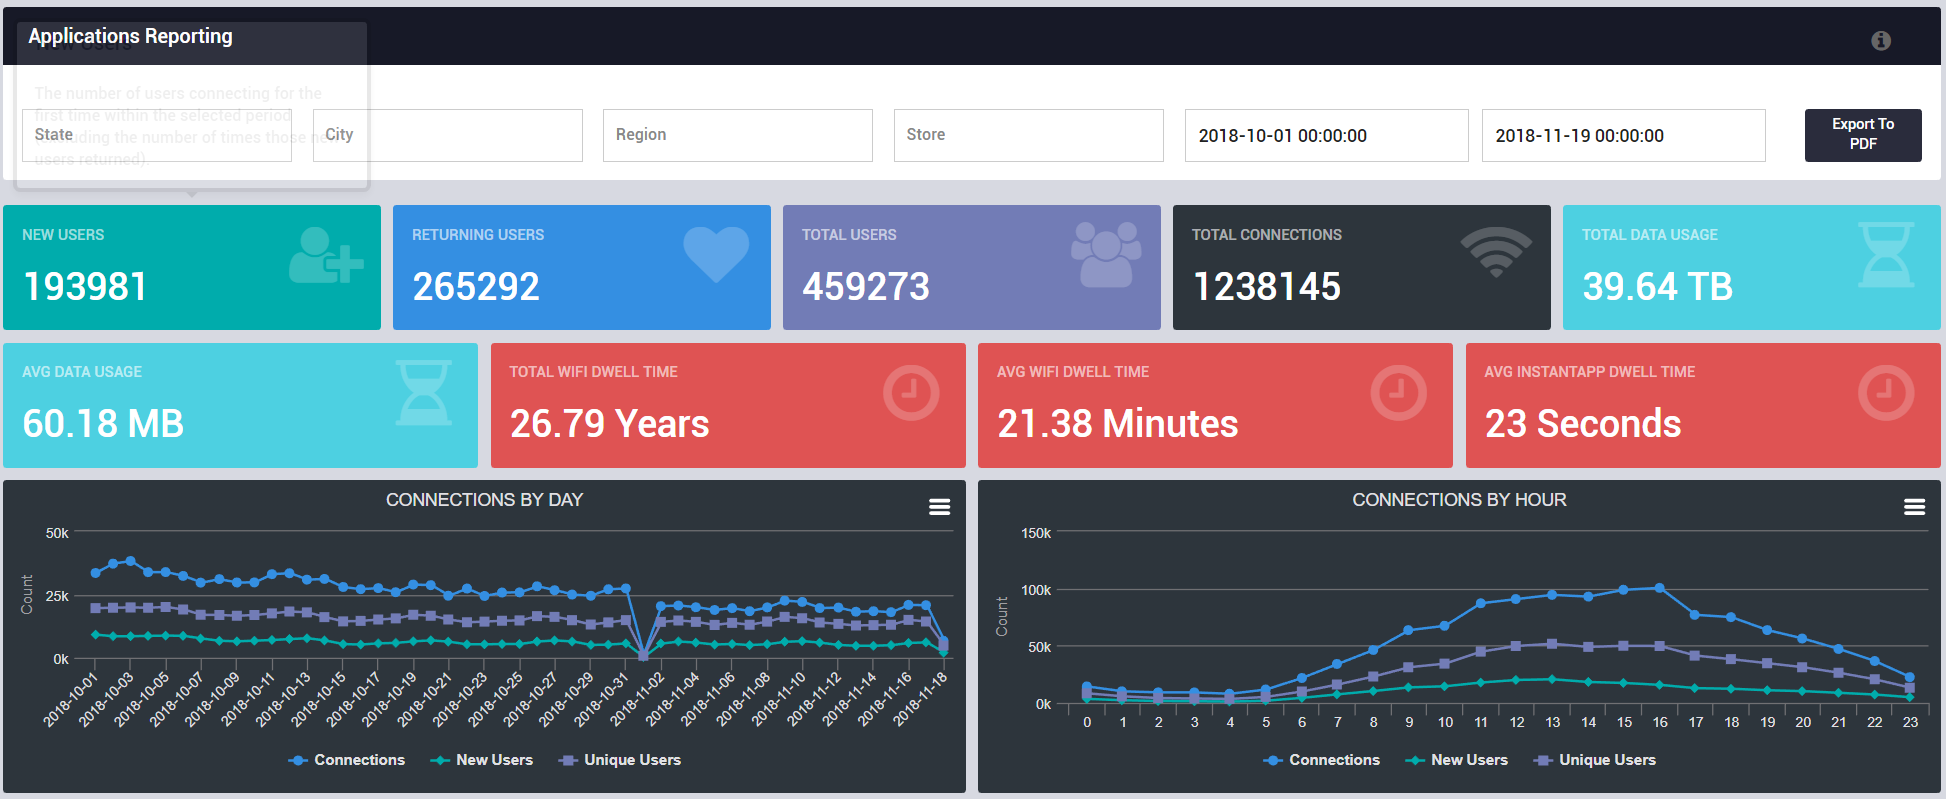 Applications Reporting
New Users
The number of users connecting for the
first time within the selected period
(including the number of times those new
users returned).
State
City
Region
Store
2018-10-01 00:00:00
2018-11-19 00:00:00
Export To
PDF
NEW USERS
193981
RETURNING USERS
265292
TOTAL USERS
459273
TOTAL CONNECTIONS
1238145
TOTAL DATA USAGE
39.64 TB
AVG DATA USAGE
60.18 MB
TOTAL WIFI DWELL TIME
26.79 Years
AVG WIFI DWELL TIME
21.38 Minutes
AVG INSTANTAPP DWELL TIME
23 Seconds
CONNECTIONS BY DAY
Count
50k
25k
0k
2018-10-01
2018-10-03
2018-10-05
2018-10-07
2018-10-09
2018-10-11
2018-10-13
2018-10-15
2018-10-17
2018-10-19
2018-10-21
2018-10-23
2018-10-25
2018-10-27
2018-10-29
2018-10-31
2018-11-02
2018-11-04
2018-11-06
2018-11-08
2018-11-10
2018-11-12
2018-11-14
2018-11-16
2018-11-18
Connections New Users Unique Users
CONNECTIONS BY HOUR
Count
150k
100k
50k
0k
0 1 2 3 4 5 6 7 8 9 10 11 12 13 14 15 16 17 18 19 20 21 22 23
Connections New Users Unique Users